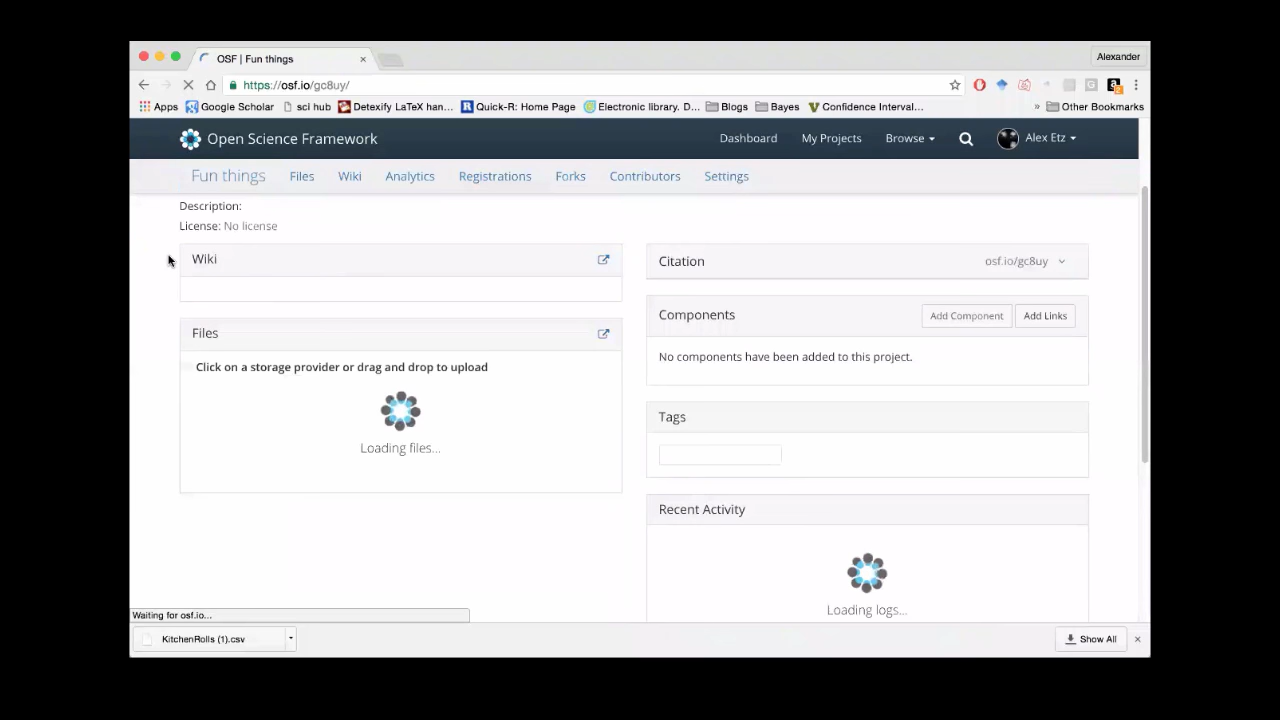 OSF | Fun things
Alexander
https://osf.io/gc8uy/
Apps Google Scholar sci hub Detexify LaTeX han... Quick-R: Home Page Electronic library. D... Blogs Bayes Confidence Interval... » Other Bookmarks
Open Science Framework Dashboard My Projects Browse Alex Etz
Fun things Files Wiki Analytics Registrations Forks Contributors Settings
Description:
License: No license
Wiki
Files
Click on a storage provider or drag and drop to upload
Loading files...
Citation osf.io/gc8uy
Components Add Component Add Links
No components have been added to this project.
Tags
Recent Activity
Loading logs...
Waiting for osf.io...
KitchenRolls (1).csv
Show All